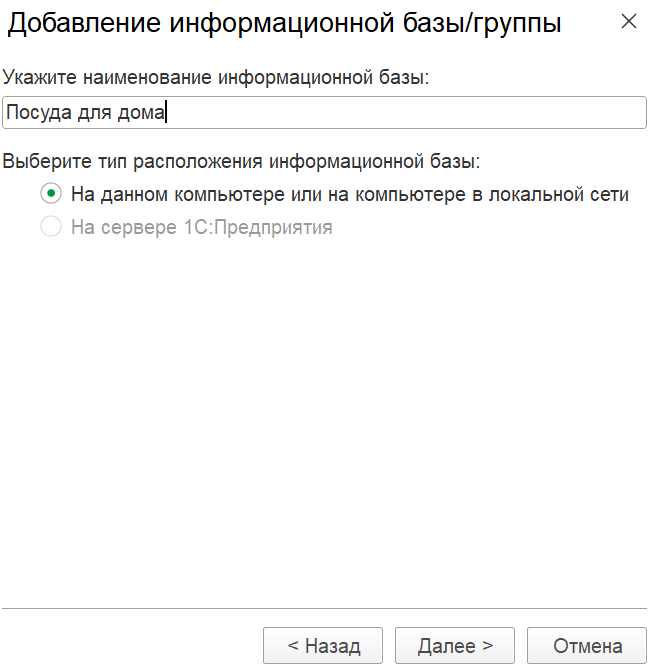 Добавление информационной базы/группы
Укажите наименование информационной базы:
Посуда для дома
Выберите тип расположения информационной базы:
На данном компьютере или на компьютере в локальной сети
На сервере 1С:Предприятия
< Назад
Далее >
Отмена